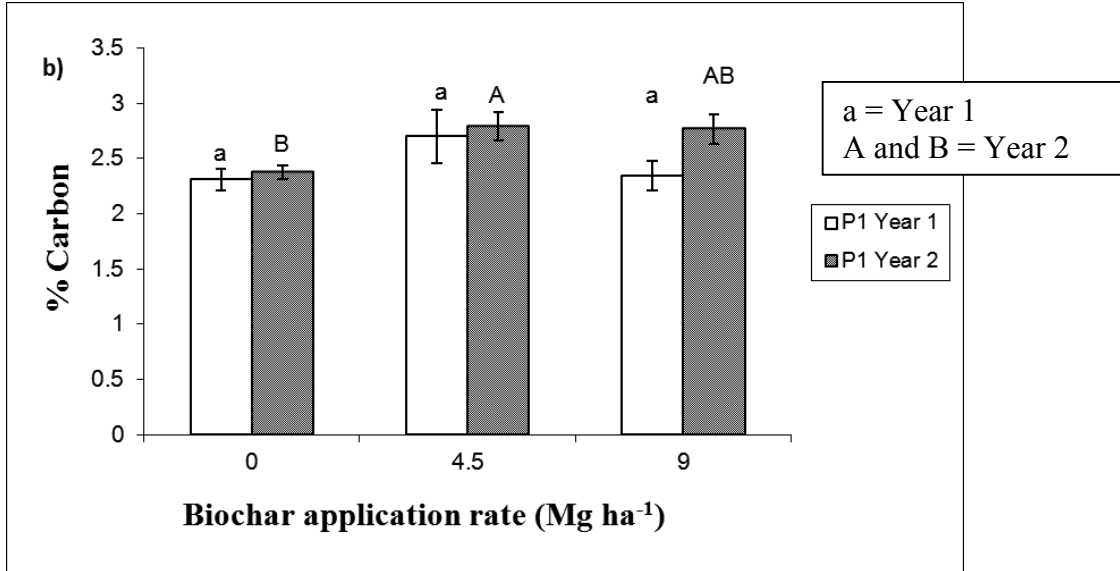 b)
3.5
3
2.5
2
1.5
1
0.5
0
% Carbon
a
B
a
A
a
AB
0
4.5
9
Biochar application rate (Mg ha⁻¹)
a = Year 1
A and B = Year 2
P1 Year 1
P1 Year 2